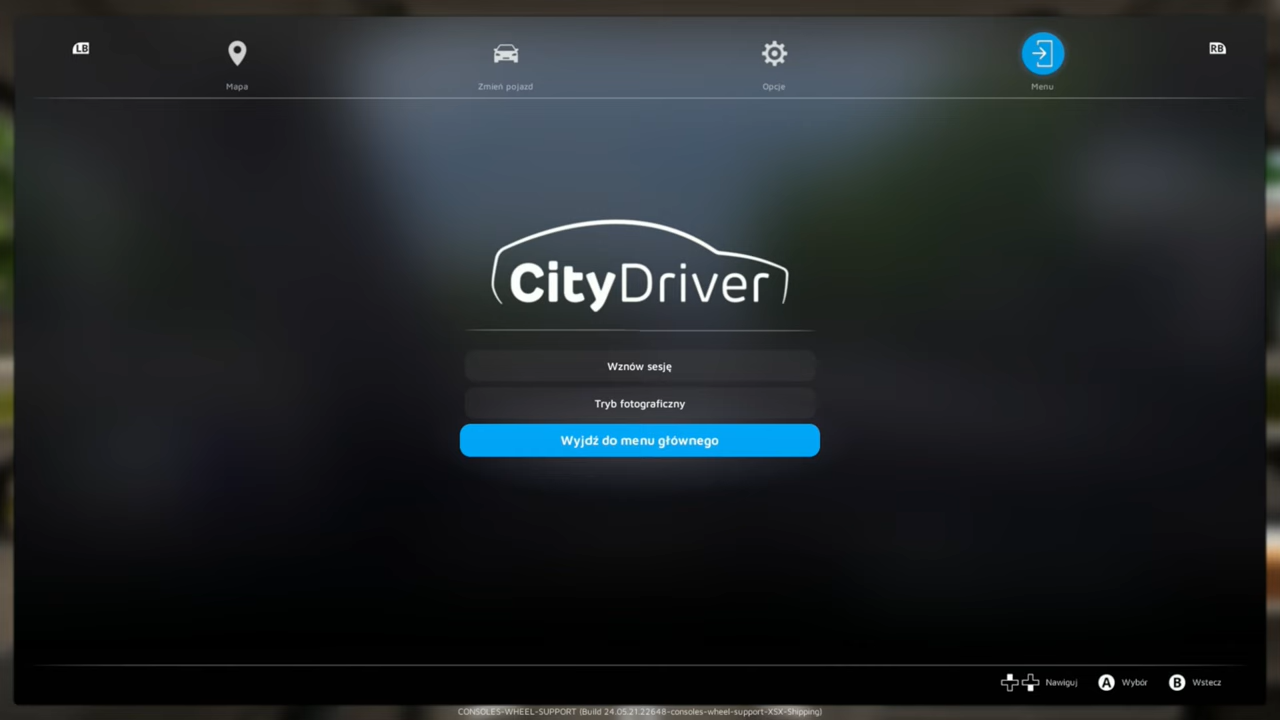 LB
RB
Mapa
Zmień pojazd
Opcje
Menu
CityDriver
Wznów sesję
Tryb fotograficzny
Wyjdź do menu głównego
Nawiguj
A Wybór
B Wstecz
CONSOLES-WHEEL-SUPPORT (Build 24.05.21.22648-consoles-wheel-support-XSX-Shipping)